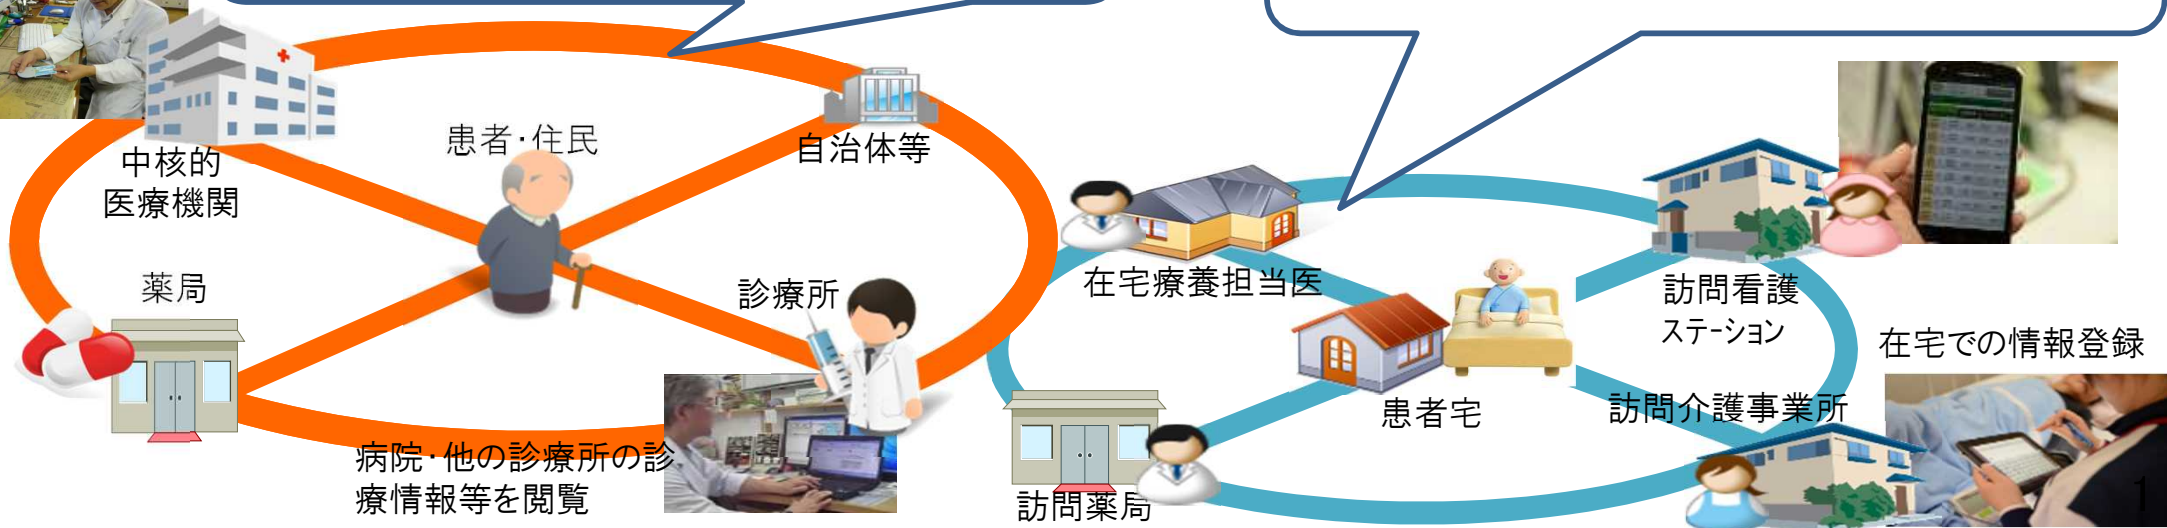 中核的
医療機関
患者・住民
自治体等
薬局
診療所
病院・他の診療所の診
療情報等を閲覧
在宅療養担当医
訪問看護
ステーション
在宅での情報登録
患者宅
訪問介護事業所
訪問薬局
1